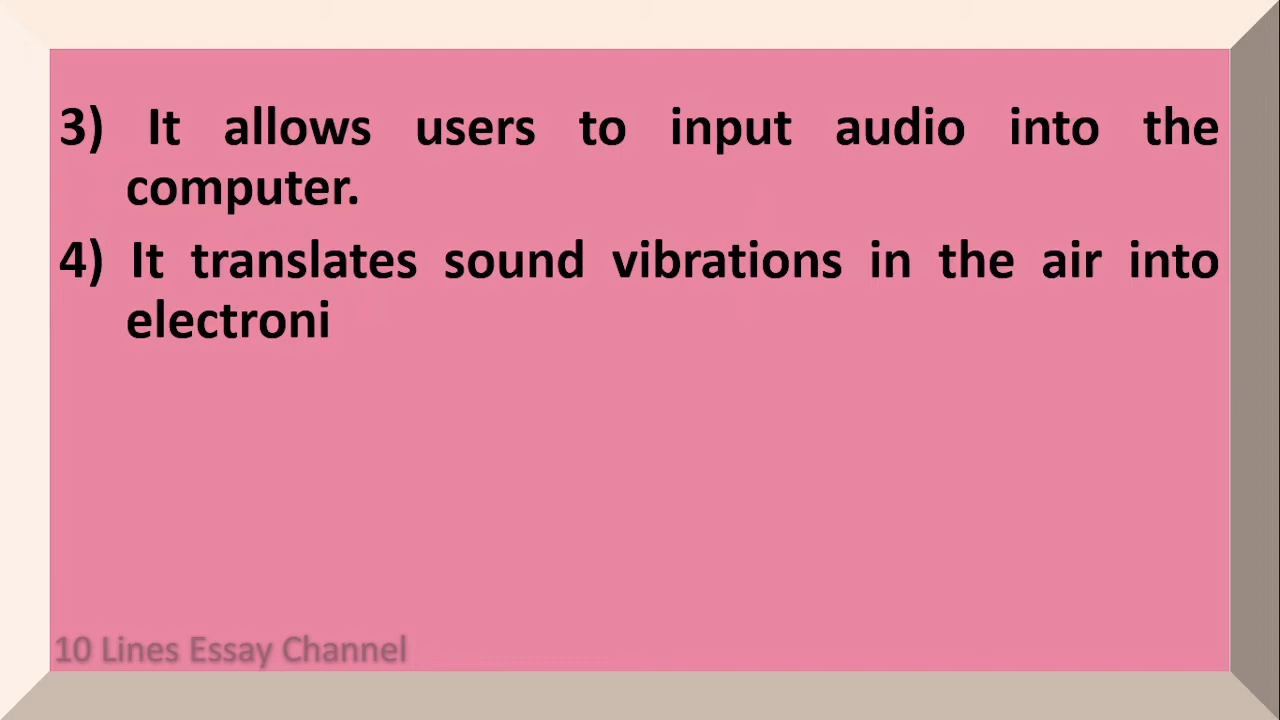 3) It allows users to input audio into the
computer.
4) It translates sound vibrations in the air into
electroni
10 Lines Essay Channel